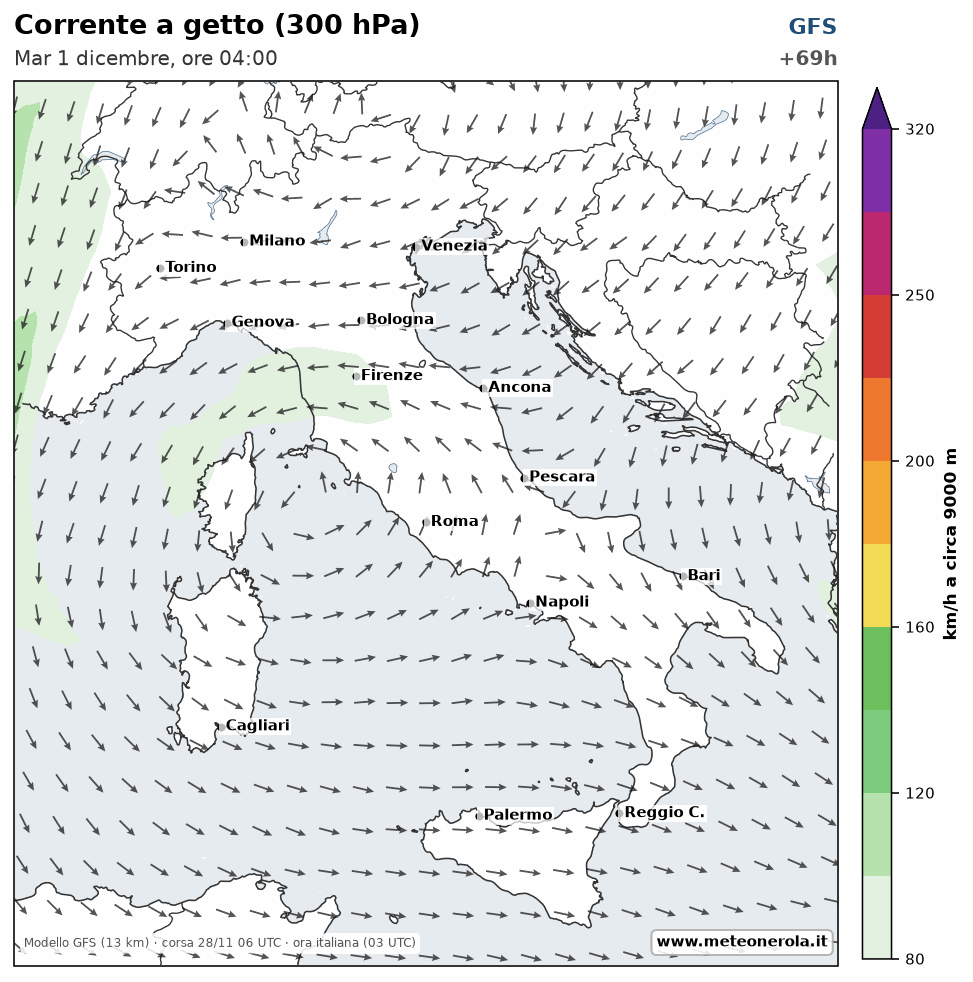 Corrente a getto (300 hPa)
GFS
Mar 1 dicembre, ore 04:00
+69h
Milano
Venezia
Torino
Genova
Bologna
Firenze
Ancona
Pescara
Roma
Bari
Napoli
Cagliari
Palermo
Reggio C.
320
250
200
160
120
80
km/h a circa 9000 m
Modello GFS (13 km) · corsa 28/11 06 UTC · ora italiana (03 UTC)
www.meteonerola.it